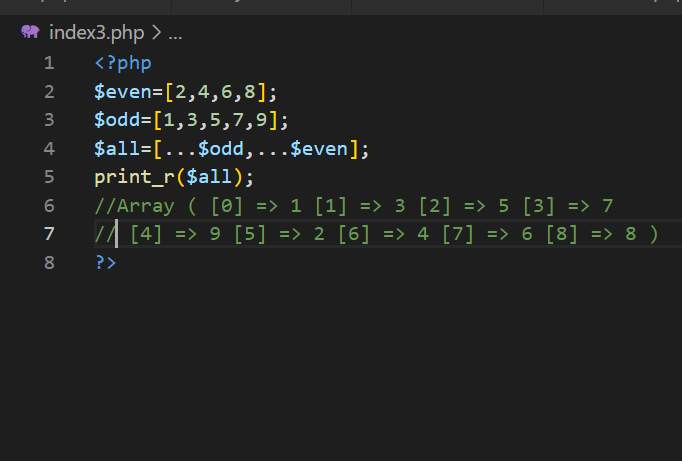 index3.php > ...
1 <?php
2 $even=[2,4,6,8];
3 $odd=[1,3,5,7,9];
4 $all=[...$odd,...$even];
5 print_r($all);
6 //Array ( [0] => 1 [1] => 3 [2] => 5 [3] => 7
7 // [4] => 9 [5] => 2 [6] => 4 [7] => 6 [8] => 8 )
8 ?>